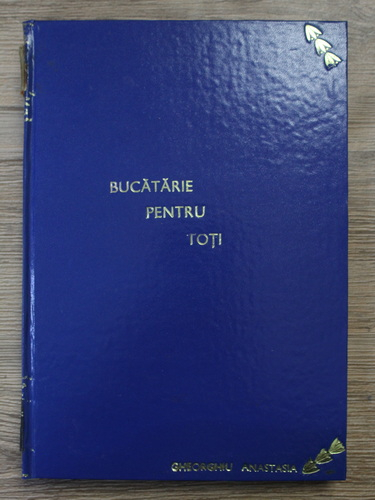 BUCĂTĂRIE
PENTRU
TOȚI
GHEORGHIU ANASTASIA